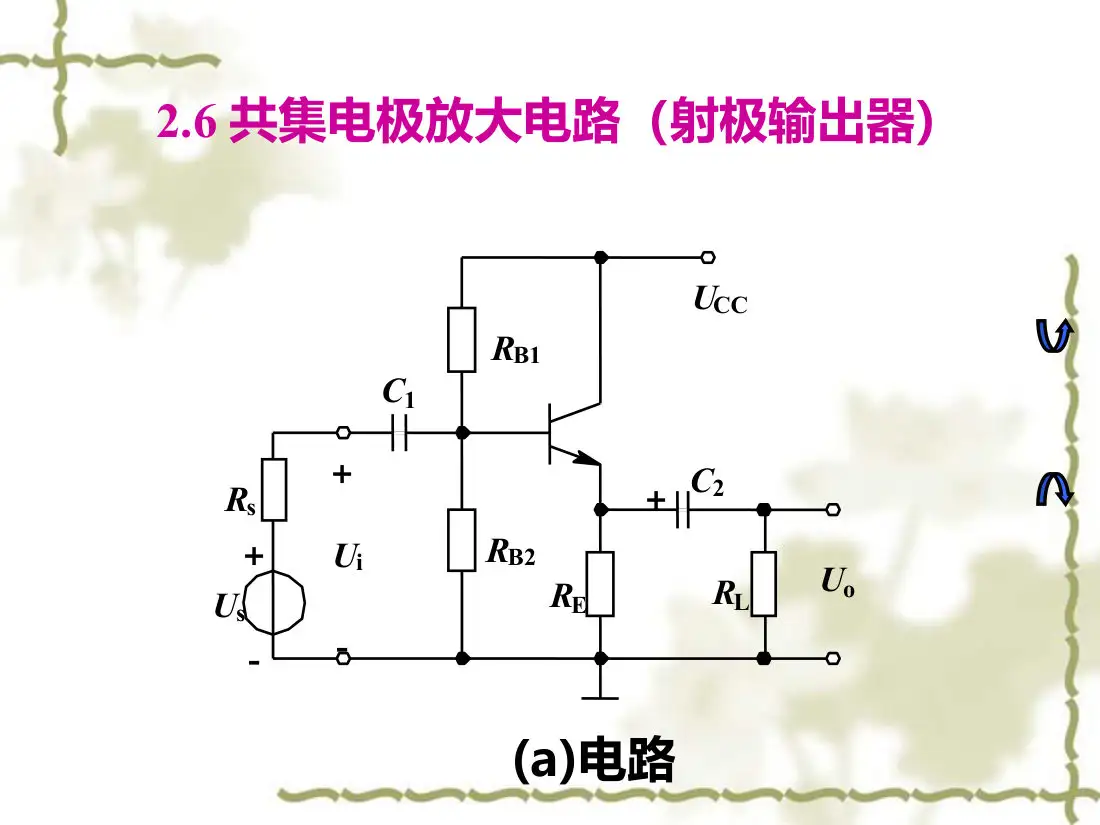 2.6 共集电极放大电路（射极输出器）
UCC
RB1
C1
+
Rs
+
Ui
Us
-
-
RB2
+
C2
RE
RL
Uo
(a)电路